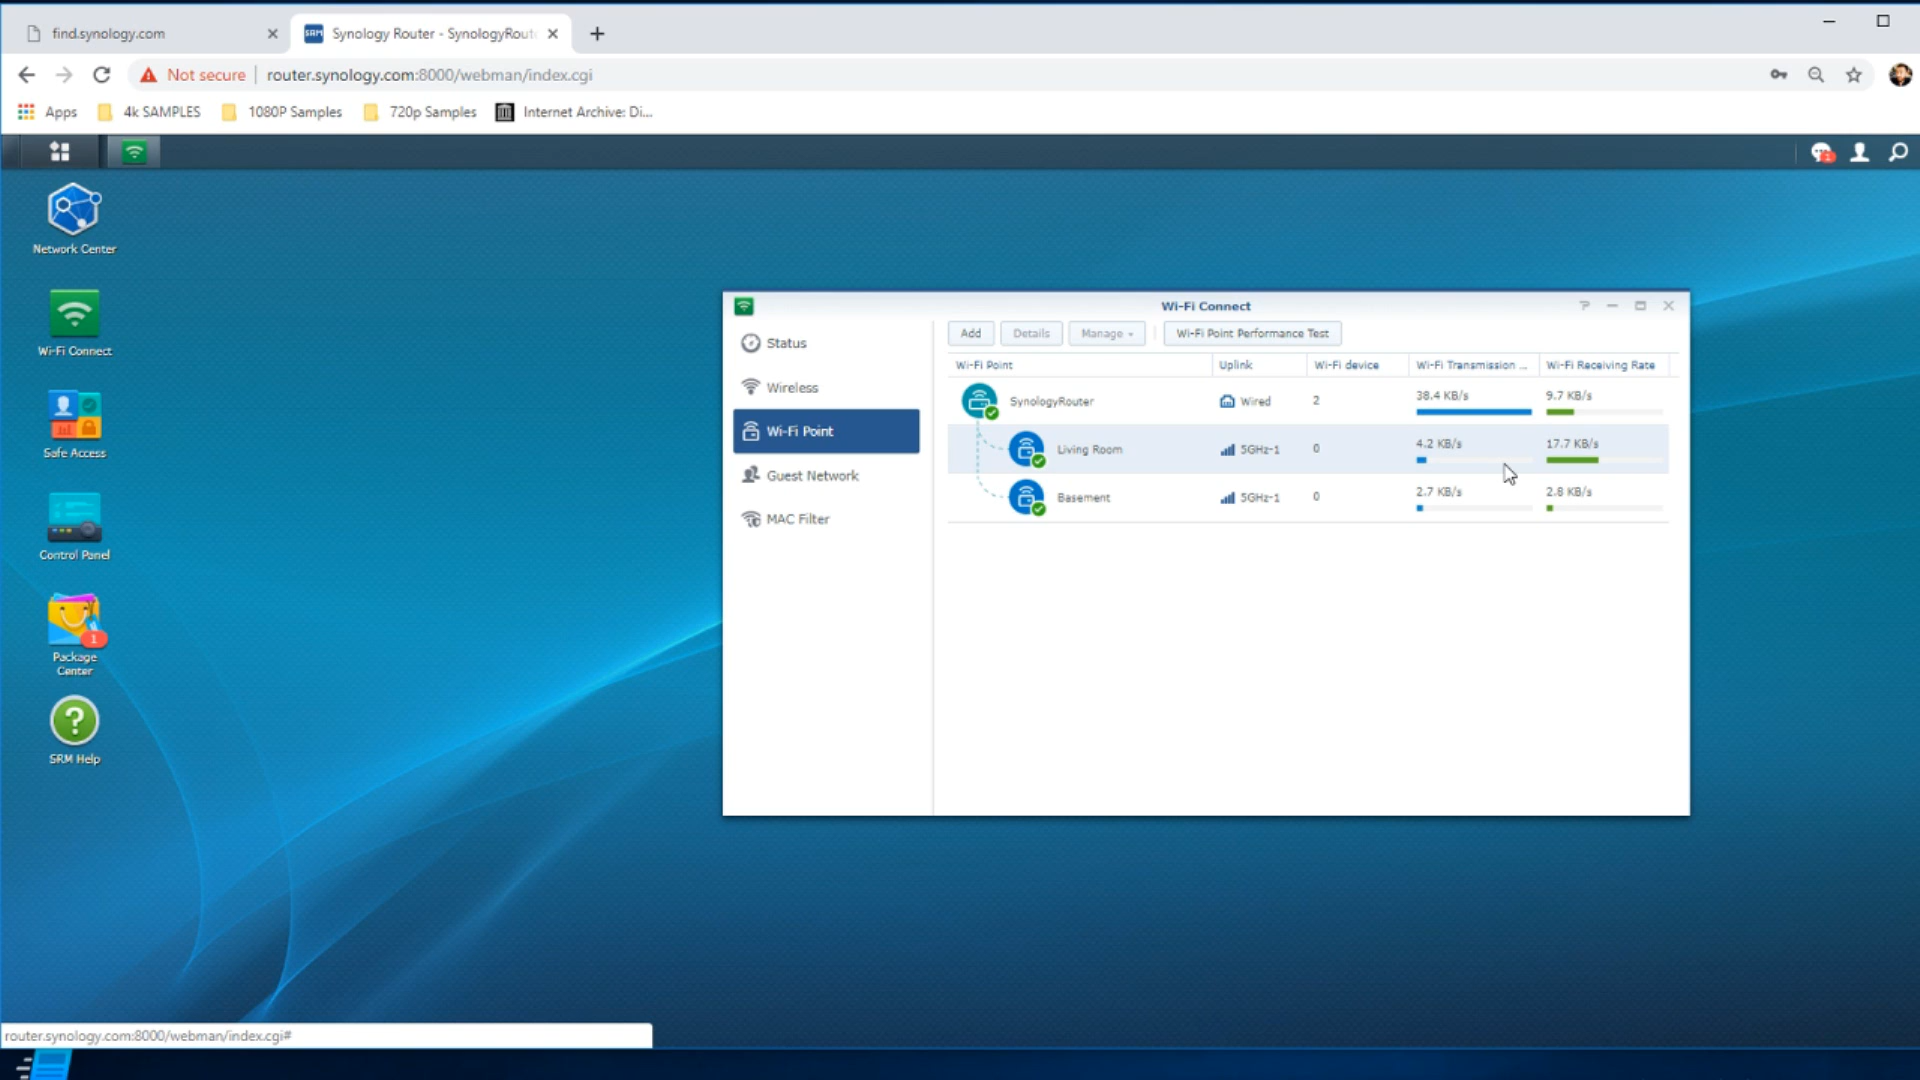 find.synology.com
SRM
Synology Router - SynologyRout
Not secure
router.synology.com:8000/webman/index.cgi
Apps
4k SAMPLES
1080P Samples
720p Samples
Internet Archive: Di...
1
Network Center
Wi-Fi Connect
Safe Access
Control Panel
1
Package
Center
?
SRM Help
Wi-Fi Connect
?
Status
Wireless
Wi-Fi Point
Guest Network
MAC Filter
Add
Details
Manage
Wi-Fi Point Performance Test
Wi-Fi Point Uplink Wi-Fi device Wi-Fi Transmission ... Wi-Fi Receiving Rate
SynologyRouter Wired 2 38.4 KB/s 9.7 KB/s
Living Room 5GHz-1 0 4.2 KB/s 17.7 KB/s
Basement 5GHz-1 0 2.7 KB/s 2.8 KB/s
router.synology.com:8000/webman/index.cgi#